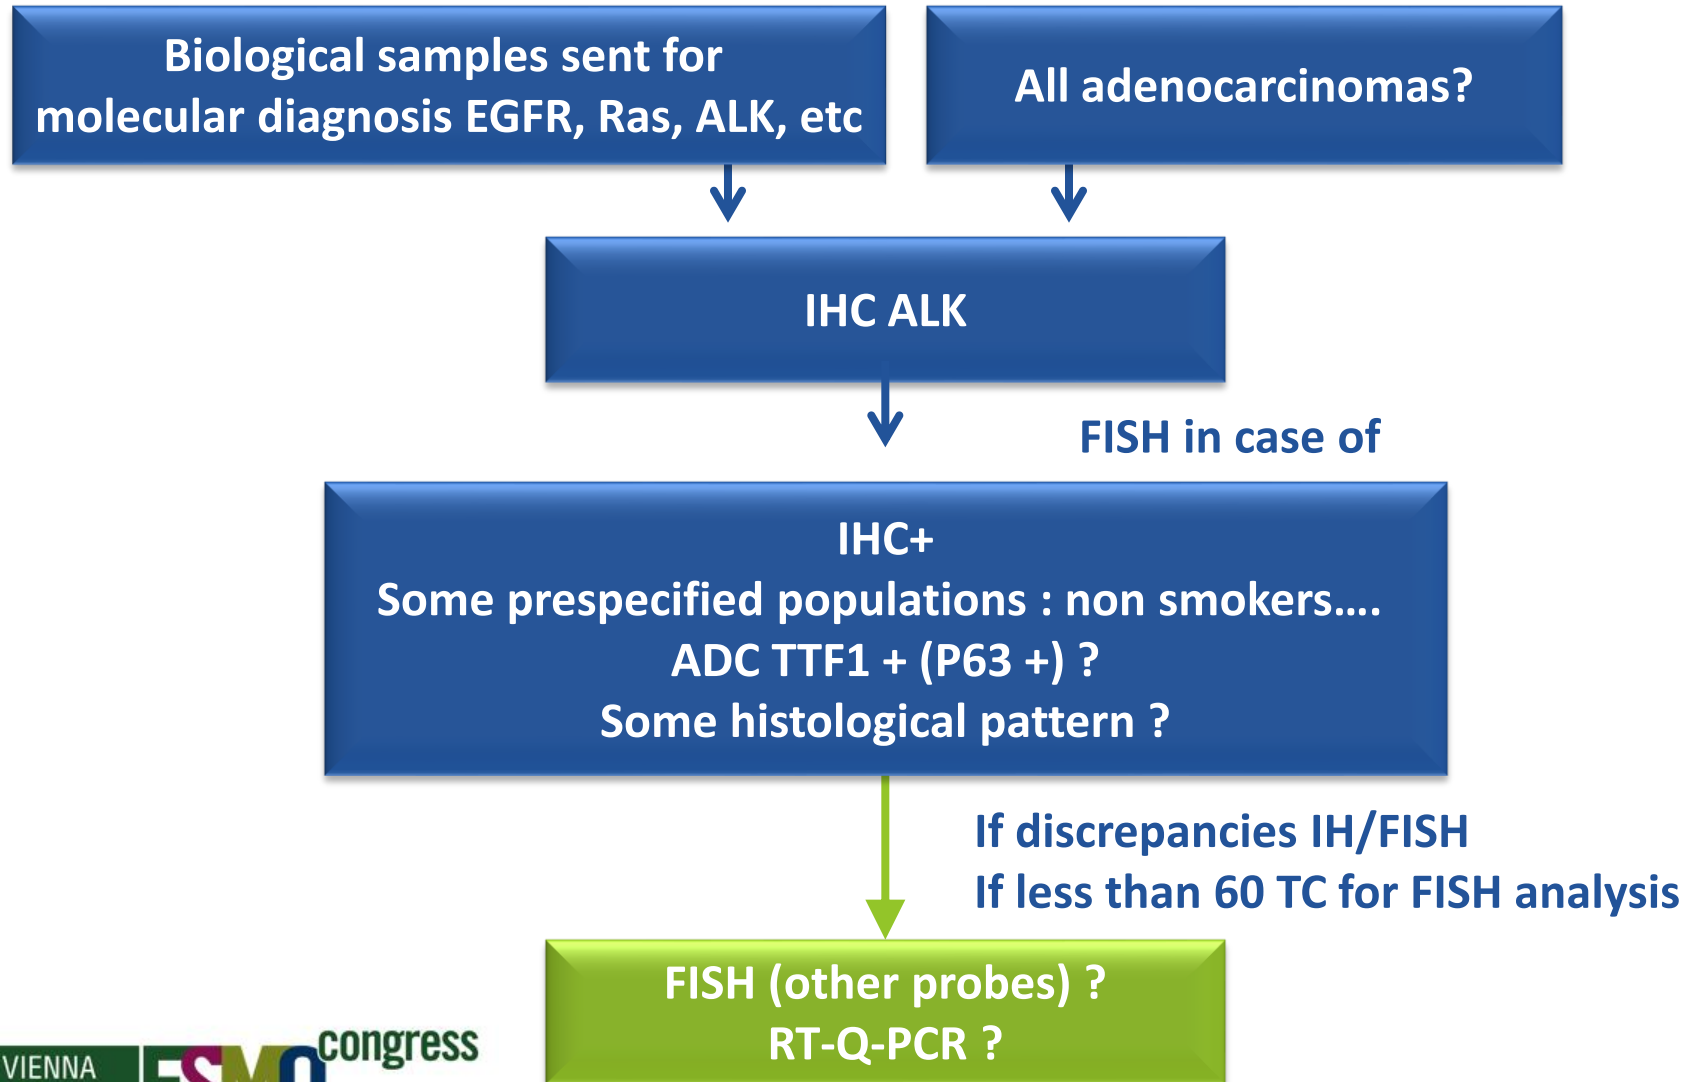 Biological samples sent for
molecular diagnosis EGFR, Ras, ALK, etc
All adenocarcinomas?
IHC ALK
FISH in case of
IHC+
Some prespecified populations : non smokers....
ADC TTF1 + (P63 +) ?
Some histological pattern ?
If discrepancies IH/FISH
If less than 60 TC for FISH analysis
FISH (other probes) ?
RT-Q-PCR ?
VIENNA
ESMO congress